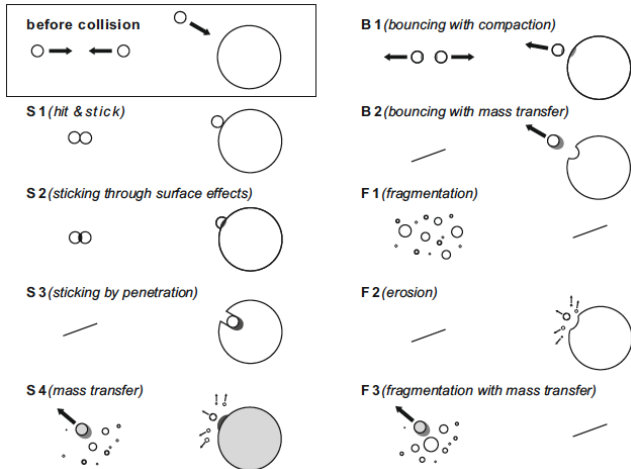 before collision
S 1 (hit & stick)
S 2 (sticking through surface effects)
S 3 (sticking by penetration)
S 4 (mass transfer)
B 1 (bouncing with compaction)
B 2 (bouncing with mass transfer)
F 1 (fragmentation)
F 2 (erosion)
F 3 (fragmentation with mass transfer)